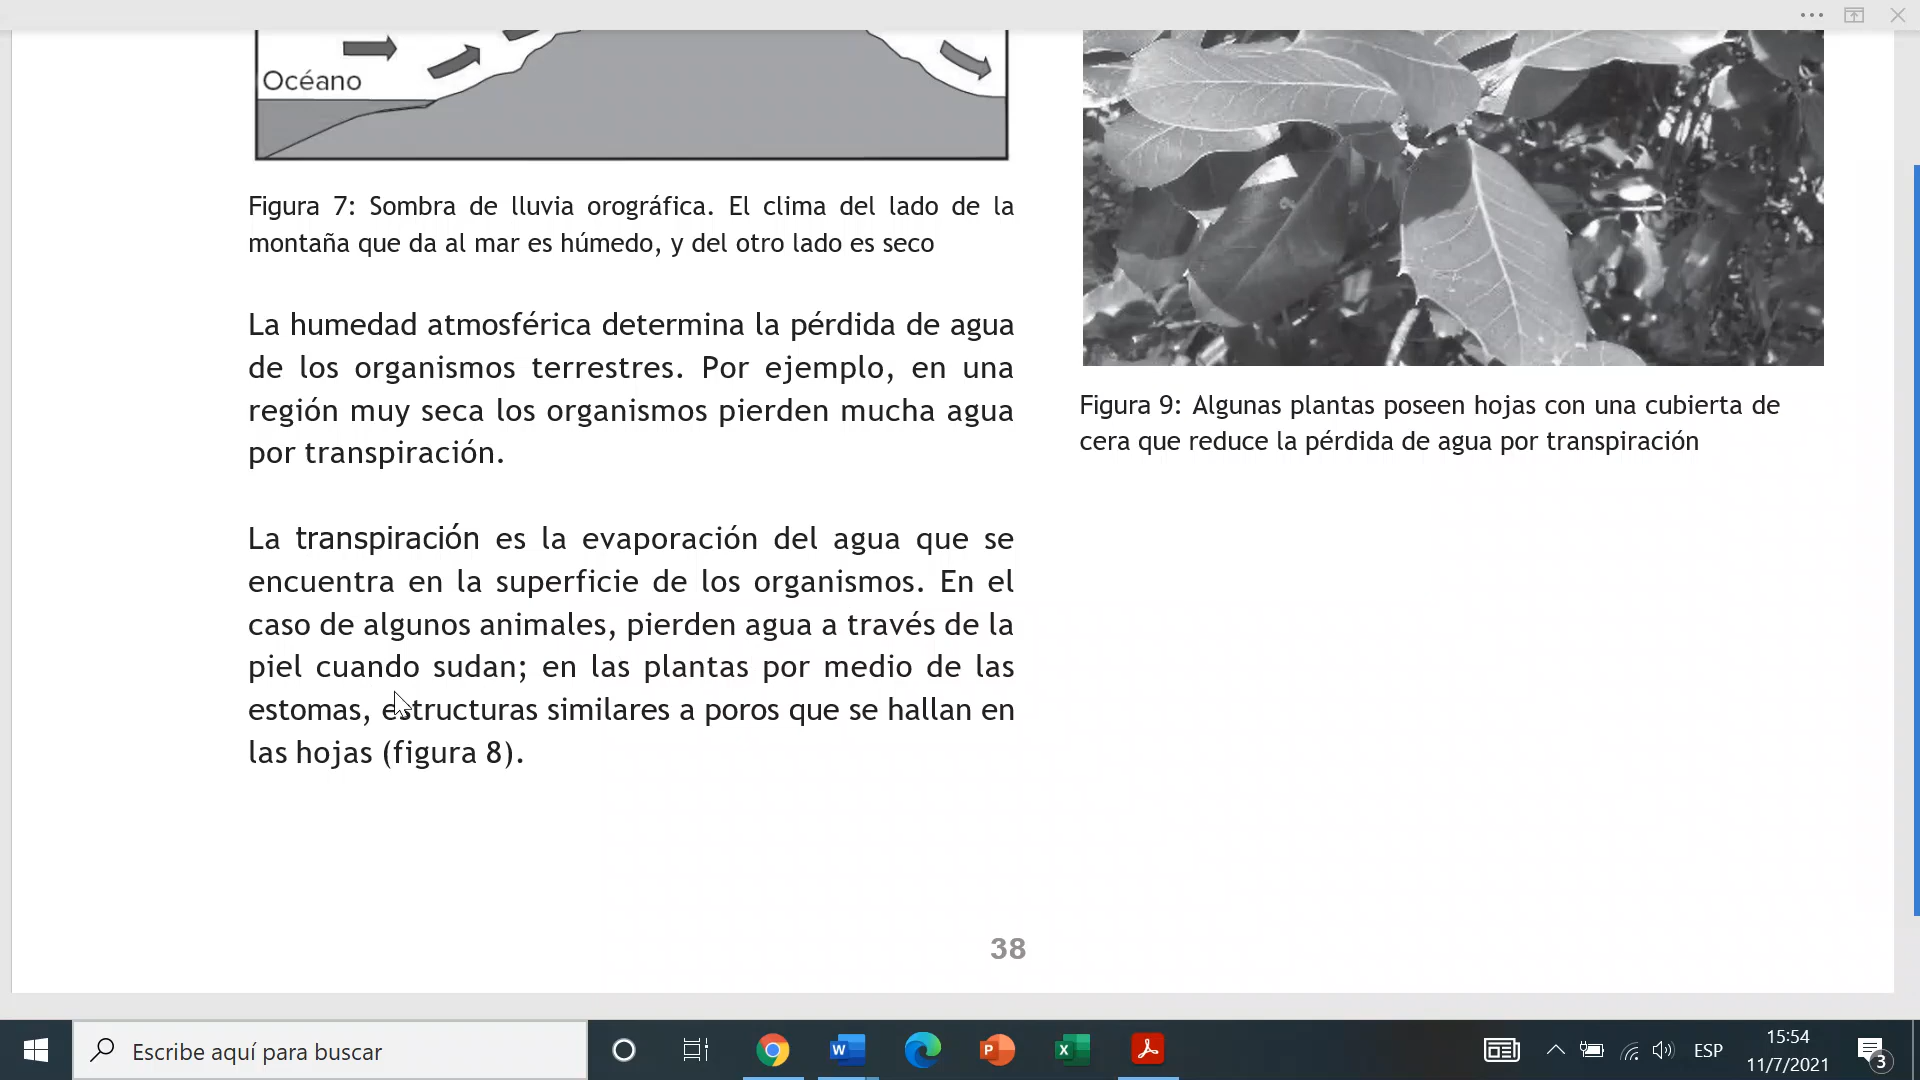 Océano
Figura 7: Sombra de lluvia orográfica. El clima del lado de la
montaña que da al mar es húmedo, y del otro lado es seco
La humedad atmosférica determina la pérdida de agua
de los organismos terrestres. Por ejemplo, en una
región muy seca los organismos pierden mucha agua
por transpiración.
La transpiración es la evaporación del agua que se
encuentra en la superficie de los organismos. En el
caso de algunos animales, pierden agua a través de la
piel cuando sudan; en las plantas por medio de las
estomas, estructuras similares a poros que se hallan en
las hojas (figura 8).
Figura 9: Algunas plantas poseen hojas con una cubierta de
cera que reduce la pérdida de agua por transpiración
38
Escribe aquí para buscar
W
P
X
ESP
15:54
11/7/2021
3